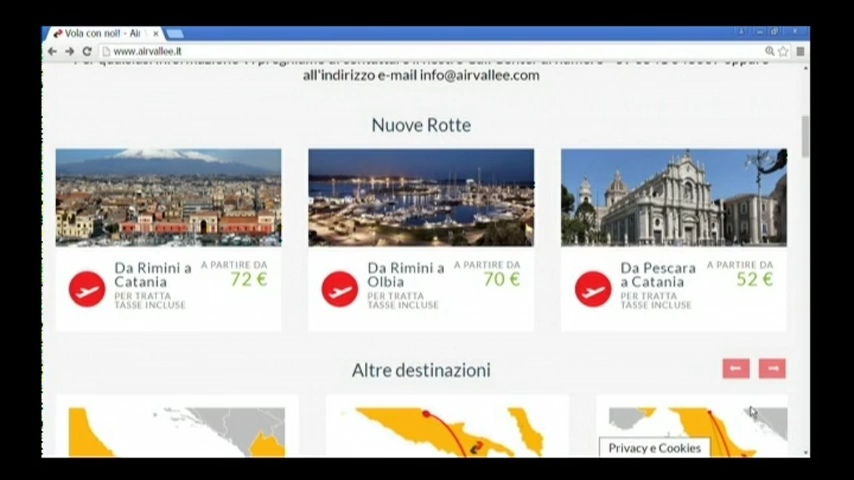 Vola con noi! - Air
www.airvallee.it
all'indirizzo e-mail info@airvallee.com
Nuove Rotte
Da Rimini a Catania
A PARTIRE DA
72 €
PER TRATTA
TASSE INCLUSE
Da Rimini a Olbia
A PARTIRE DA
70 €
PER TRATTA
TASSE INCLUSE
Da Pescara a Catania
A PARTIRE DA
52 €
PER TRATTA
TASSE INCLUSE
Altre destinazioni
Privacy e Cookies